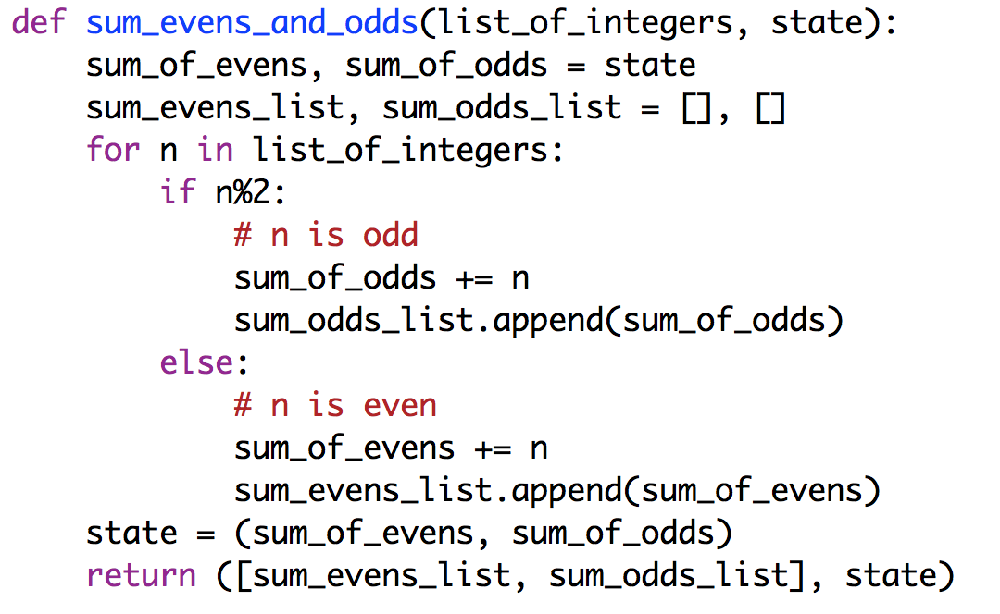 def sum_evens_and_odds(list_of_integers, state):
    sum_of_evens, sum_of_odds = state
    sum_evens_list, sum_odds_list = [], []
    for n in list_of_integers:
        if n%2:
            # n is odd
            sum_of_odds += n
            sum_odds_list.append(sum_of_odds)
        else:
            # n is even
            sum_of_evens += n
            sum_evens_list.append(sum_of_evens)
    state = (sum_of_evens, sum_of_odds)
    return ([sum_evens_list, sum_odds_list], state)